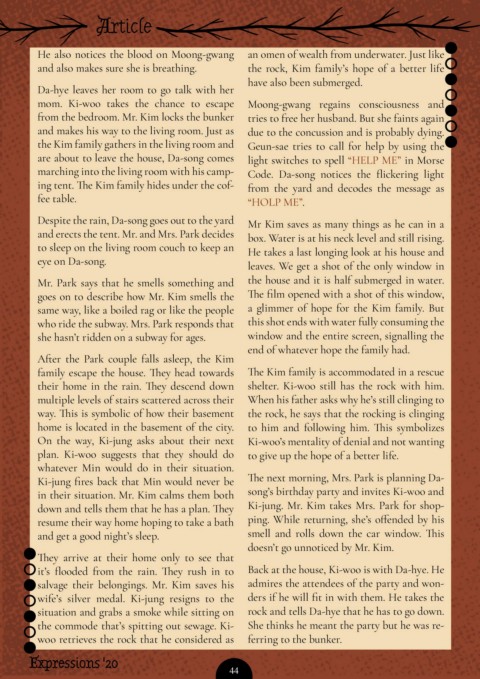 Article
He also notices the blood on Moong-gwang
and also makes sure she is breathing.
Da-hye leaves her room to go talk with her
mom. Ki-woo takes the chance to escape
from the bedroom. Mr. Kim locks the bunker
and makes his way to the living room. Just as
the Kim family gathers in the living room and
are about to leave the house, Da-song comes
marching into the living room with his camp-
ing tent. The Kim family hides under the cof-
fee table.
Despite the rain, Da-song goes out to the yard
and erects the tent. Mr. and Mrs. Park decides
to sleep on the living room couch to keep an
eye on Da-song.
Mr. Park says that he smells something and
goes on to describe how Mr. Kim smells the
same way, like a boiled rag or like the people
who ride the subway. Mrs. Park responds that
she hasn't ridden on a subway for ages.
After the Park couple falls asleep, the Kim
family escape the house. They head towards
their home in the rain. They descend down
multiple levels of stairs scattered across their
way. This is symbolic of how their basement
home is located in the basement of the city.
On the way, Ki-jung asks about their next
plan. Ki-woo suggests that they should do
whatever Min would do in their situation.
Ki-jung fires back that Min would never be
in their situation. Mr. Kim calms them both
down and tells them that he has a plan. They
resume their way home hoping to take a bath
and get a good night's sleep.
They arrive at their home only to see that
it's flooded from the rain. They rush in to
salvage their belongings. Mr. Kim saves his
wife's silver medal. Ki-jung resigns to the
situation and grabs a smoke while sitting on
the commode that's spitting out sewage. Ki-
woo retrieves the rock that he considered as
an omen of wealth from underwater. Just like
the rock, Kim family's hope of a better life
have also been submerged.
Moong-gwang regains consciousness and
tries to free her husband. But she faints again
due to the concussion and is probably dying.
Geun-sae tries to call for help by using the
light switches to spell "HELP ME" in Morse
Code. Da-song notices the flickering light
from the yard and decodes the message as
"HOLP ME".
Mr Kim saves as many things as he can in a
box. Water is at his neck level and still rising.
He takes a last longing look at his house and
leaves. We get a shot of the only window in
the house and it is half submerged in water.
The film opened with a shot of this window,
a glimmer of hope for the Kim family. But
this shot ends with water fully consuming the
window and the entire screen, signalling the
end of whatever hope the family had.
The Kim family is accommodated in a rescue
shelter. Ki-woo still has the rock with him.
When his father asks why he's still clinging to
the rock, he says that the rocking is clinging
to him and following him. This symbolizes
Ki-woo's mentality of denial and not wanting
to give up the hope of a better life.
The next morning, Mrs. Park is planning Da-
song's birthday party and invites Ki-woo and
Ki-jung. Mr. Kim takes Mrs. Park for shop-
ping. While returning, she's offended by his
smell and rolls down the car window. This
doesn't go unnoticed by Mr. Kim.
Back at the house, Ki-woo is with Da-hye. He
admires the attendees of the party and won-
ders if he will fit in with them. He takes the
rock and tells Da-hye that he has to go down.
She thinks he meant the party but he was re-
ferring to the bunker.
Expressions '20
44